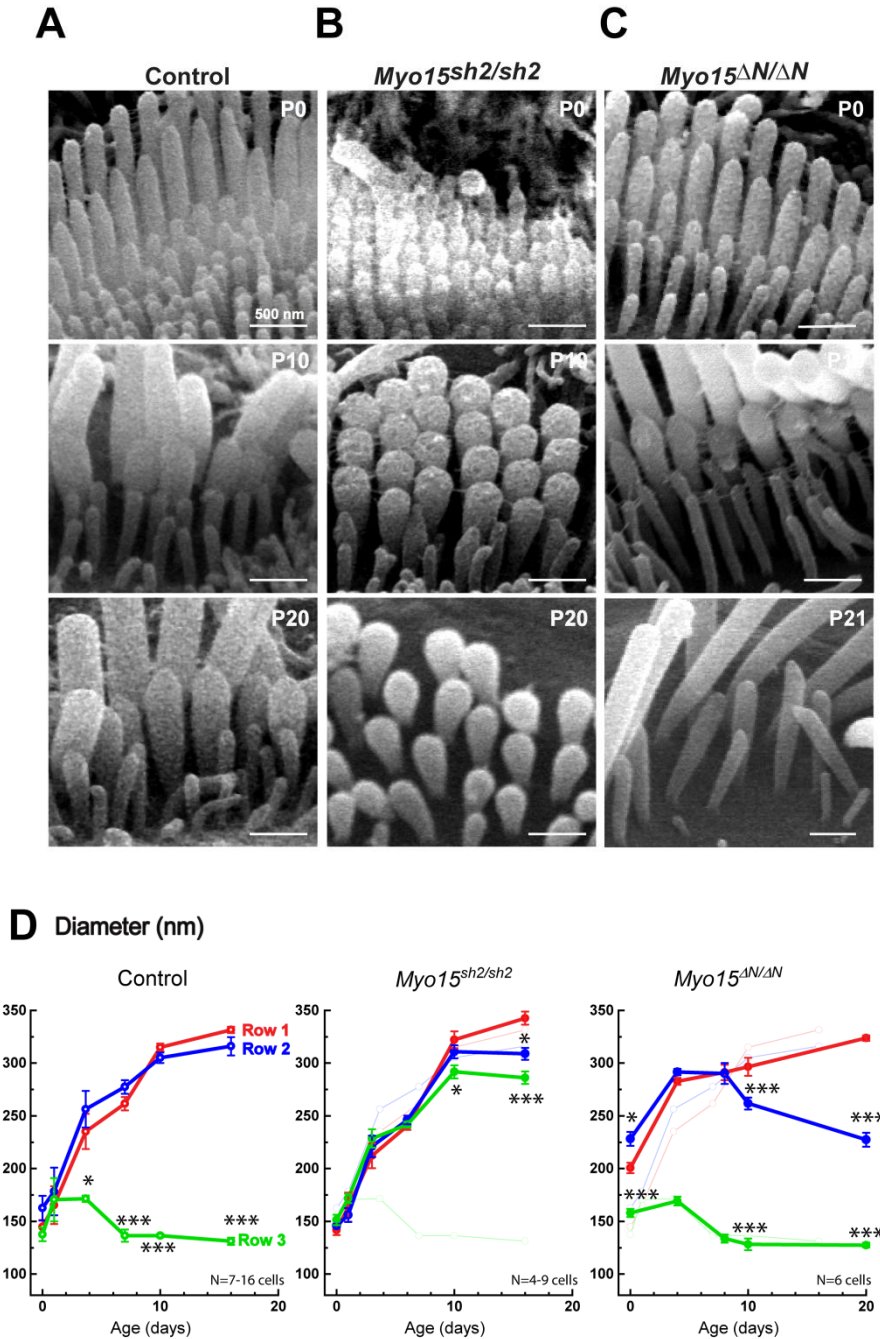 A
B
C
Control
Myo15sh2/sh2
Myo15ΔN/ΔN
P0
P0
P0
500 nm
P10
P10
P20
P20
P21
D Diameter (nm)
Control
Myo15sh2/sh2
Myo15ΔN/ΔN
350
300
250
200
150
100
Row 1
Row 2
Row 3
*
***
***
***
N=7-16 cells
0
10
20
Age (days)
350
300
250
200
150
100
*
*
***
N=4-9 cells
0
10
20
Age (days)
350
300
250
200
150
100
*
***
***
***
***
***
N=6 cells
0
10
20
Age (days)